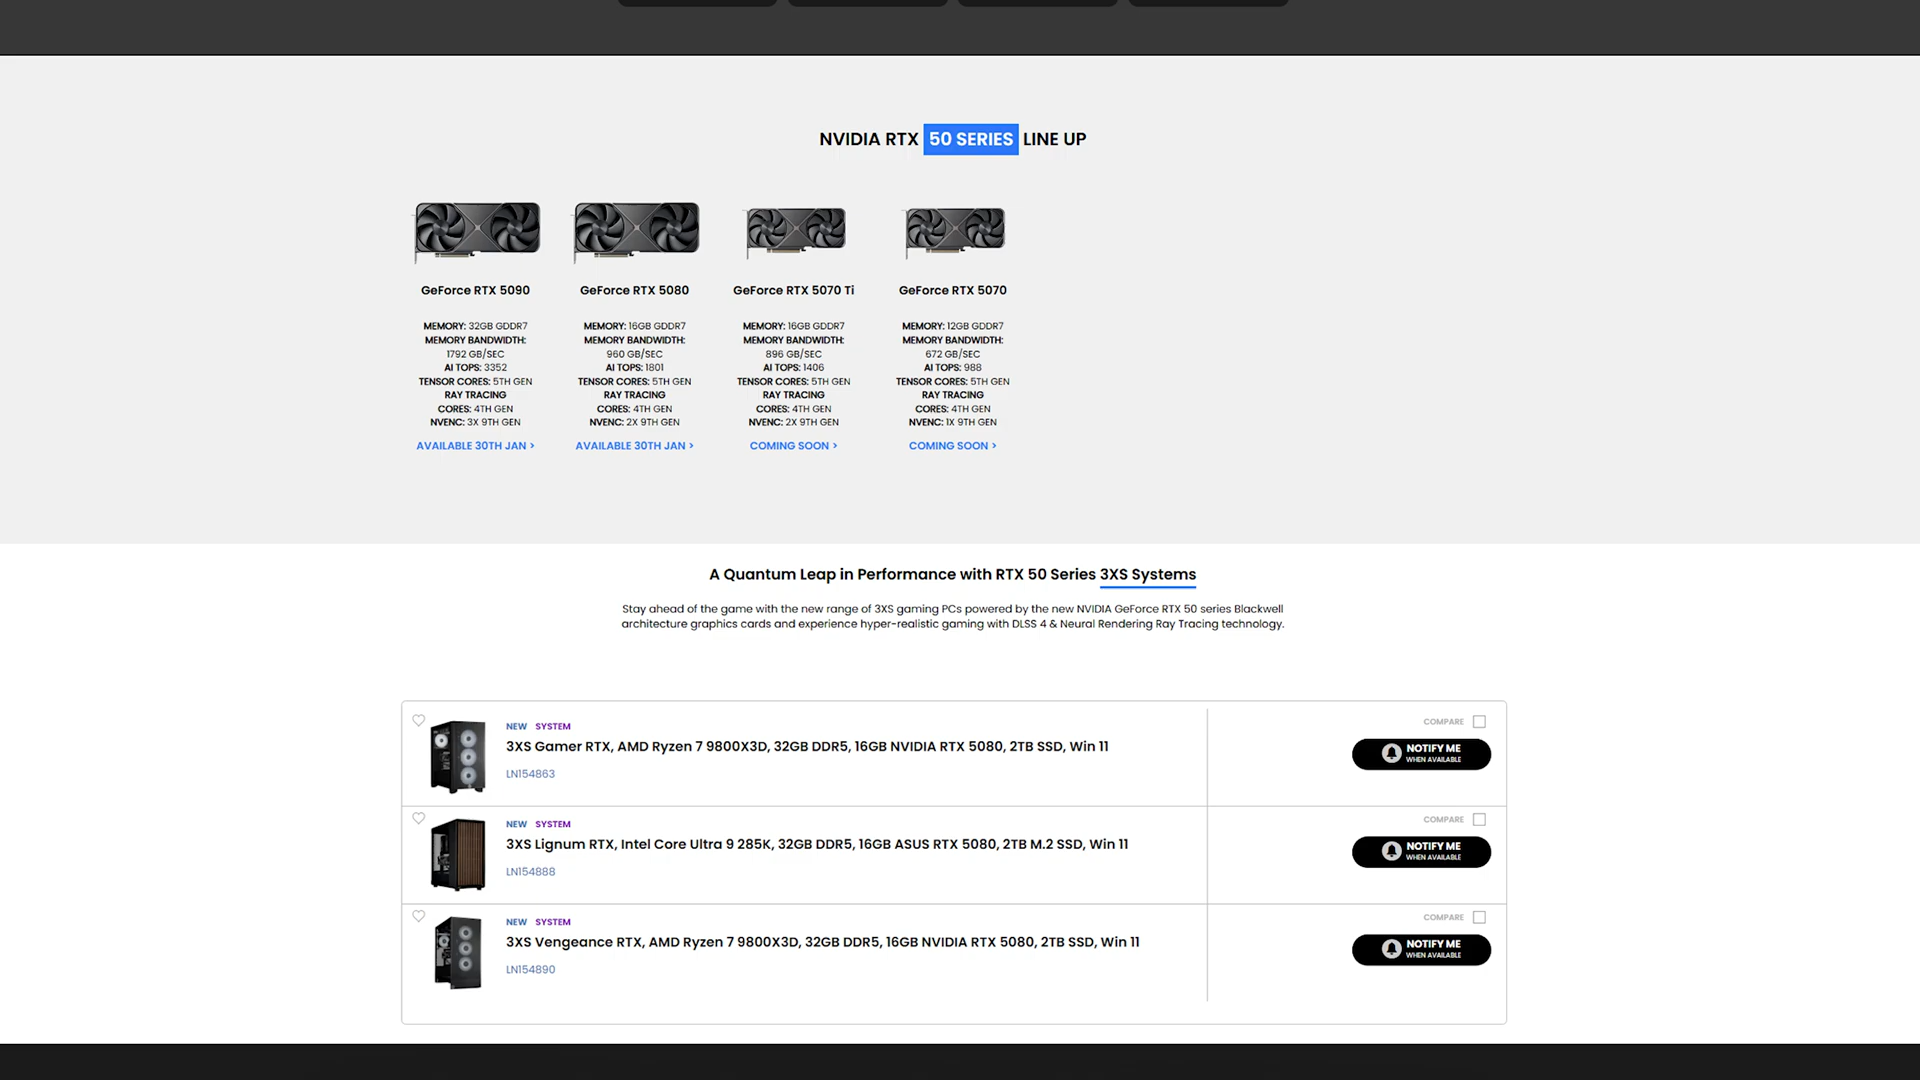 NVIDIA RTX 50 SERIES LINE UP
GeForce RTX 5090
MEMORY: 32GB GDDR7
MEMORY BANDWIDTH:
1792 GB/SEC
AI TOPS: 3352
TENSOR CORES: 5TH GEN
RAY TRACING
CORES: 4TH GEN
NVENC: 3X 9TH GEN
AVAILABLE 30TH JAN >
GeForce RTX 5080
MEMORY: 16GB GDDR7
MEMORY BANDWIDTH:
960 GB/SEC
AI TOPS: 1801
TENSOR CORES: 5TH GEN
RAY TRACING
CORES: 4TH GEN
NVENC: 2X 9TH GEN
AVAILABLE 30TH JAN >
GeForce RTX 5070 Ti
MEMORY: 16GB GDDR7
MEMORY BANDWIDTH:
896 GB/SEC
AI TOPS: 1406
TENSOR CORES: 5TH GEN
RAY TRACING
CORES: 4TH GEN
NVENC: 2X 9TH GEN
COMING SOON >
GeForce RTX 5070
MEMORY: 12GB GDDR7
MEMORY BANDWIDTH:
672 GB/SEC
AI TOPS: 988
TENSOR CORES: 5TH GEN
RAY TRACING
CORES: 4TH GEN
NVENC: 1X 9TH GEN
COMING SOON >
A Quantum Leap in Performance with RTX 50 Series 3XS Systems
Stay ahead of the game with the new range of 3XS gaming PCs powered by the new NVIDIA GeForce RTX 50 series Blackwell
architecture graphics cards and experience hyper-realistic gaming with DLSS 4 & Neural Rendering Ray Tracing technology.
NEW SYSTEM
3XS Gamer RTX, AMD Ryzen 7 9800X3D, 32GB DDR5, 16GB NVIDIA RTX 5080, 2TB SSD, Win 11
LN154863
COMPARE
NOTIFY ME
WHEN AVAILABLE
NEW SYSTEM
3XS Lignum RTX, Intel Core Ultra 9 285K, 32GB DDR5, 16GB ASUS RTX 5080, 2TB M.2 SSD, Win 11
LN154888
COMPARE
NOTIFY ME
WHEN AVAILABLE
NEW SYSTEM
3XS Vengeance RTX, AMD Ryzen 7 9800X3D, 32GB DDR5, 16GB NVIDIA RTX 5080, 2TB SSD, Win 11
LN154890
COMPARE
NOTIFY ME
WHEN AVAILABLE